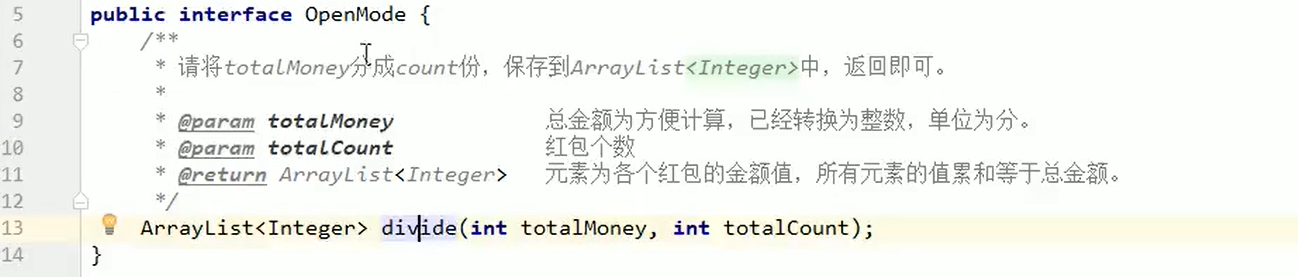 5 public interface OpenMode {
6 /**
7 * 请将totalMoney分成count份，保存到ArrayList<Integer>中，返回即可。
8 *
9 * @param totalMoney 总金额为方便计算，已经转换为整数，单位为分。
10 * @param totalCount 红包个数
11 * @return ArrayList<Integer> 元素为各个红包的金额值，所有元素的值累和等于总金额。
12 */
13 ArrayList<Integer> divide(int totalMoney, int totalCount);
14 }